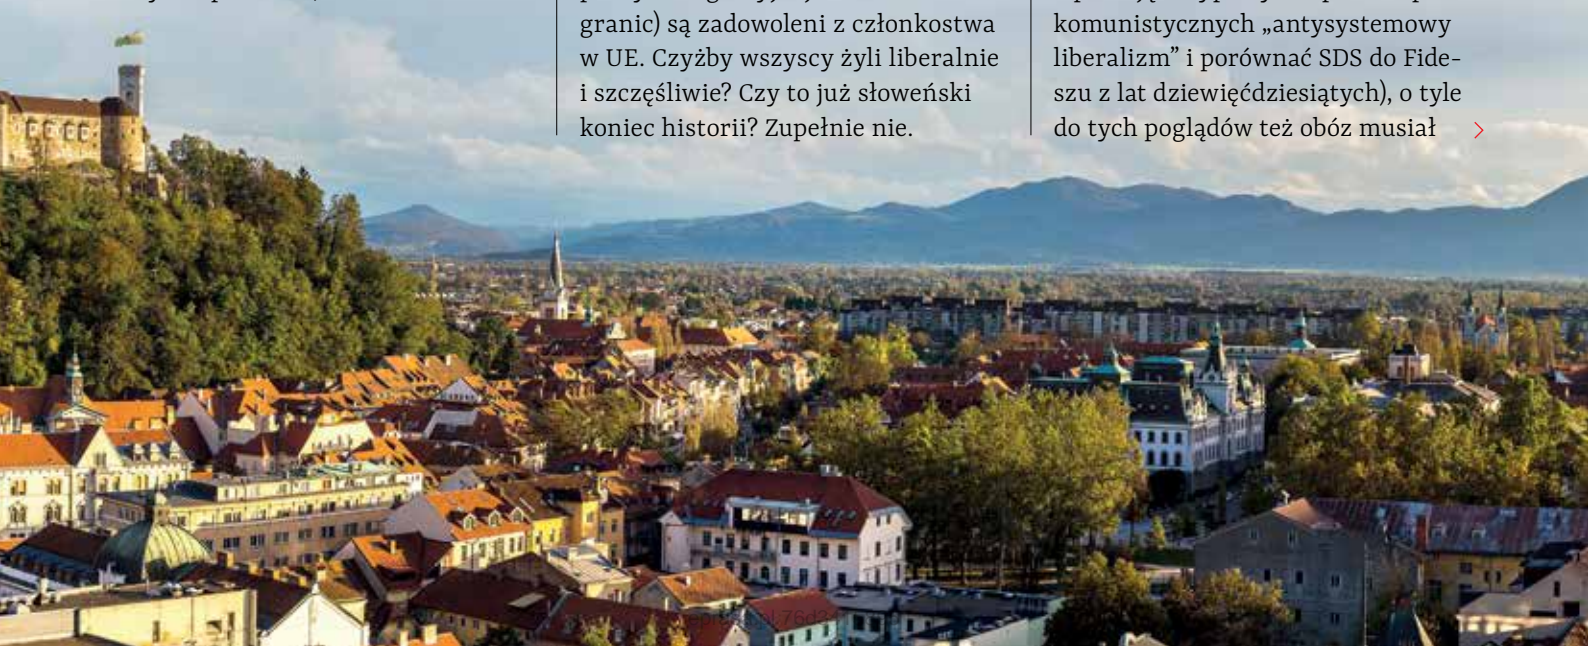 granic) są zadowoleni z członkostwa
w UE. Czyżby wszyscy żyli liberalnie
i szczęśliwie? Czy to już słoweński
koniec historii? Zupełnie nie.
komunistycznych „antysystemowy
liberalizm” i porównać SDS do Fide-
szu z lat dziewięćdziesiątych), o tyle
do tych poglądów też obóz musiał